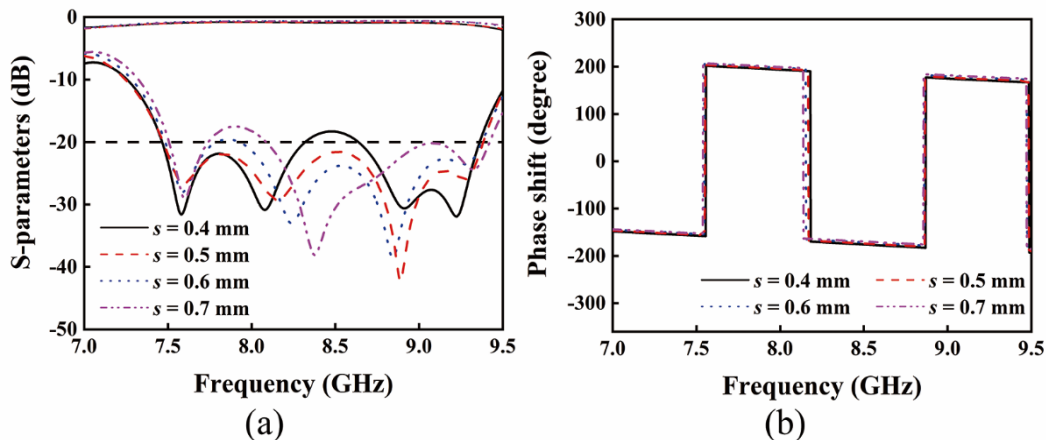 S-parameters (dB)
0
-10
-20
-30
-40
-50
s = 0.4 mm
s = 0.5 mm
s = 0.6 mm
s = 0.7 mm
7.0 7.5 8.0 8.5 9.0 9.5
Frequency (GHz)
(a)
Phase shift (degree)
300
200
100
0
-100
-200
-300
s = 0.4 mm s = 0.5 mm
s = 0.6 mm s = 0.7 mm
7.0 7.5 8.0 8.5 9.0 9.5
Frequency (GHz)
(b)